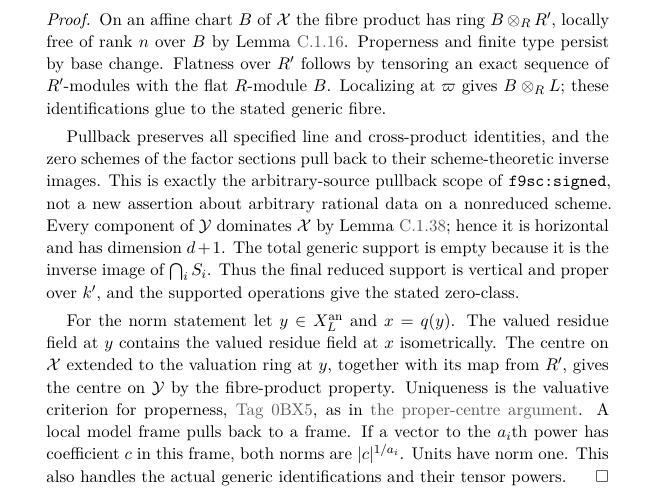 Proof. On an affine chart B of 𝒳 the fibre product has ring B ⊗_R R′, locally
free of rank n over B by Lemma C.1.16. Properness and finite type persist
by base change. Flatness over R′ follows by tensoring an exact sequence of
R′-modules with the flat R-module B. Localizing at ϖ gives B ⊗_R L; these
identifications glue to the stated generic fibre.
Pullback preserves all specified line and cross-product identities, and the
zero schemes of the factor sections pull back to their scheme-theoretic inverse
images. This is exactly the arbitrary-source pullback scope of f9sc:signed,
not a new assertion about arbitrary rational data on a nonreduced scheme.
Every component of 𝒴 dominates 𝒳 by Lemma C.1.38; hence it is horizontal
and has dimension d+1. The total generic support is empty because it is the
inverse image of ⋂_i S_i. Thus the final reduced support is vertical and proper
over k′, and the supported operations give the stated zero-class.
For the norm statement let y ∈ X_L^an and x = q(y). The valued residue
field at y contains the valued residue field at x isometrically. The centre on
𝒳 extended to the valuation ring at y, together with its map from R′, gives
the centre on 𝒴 by the fibre-product property. Uniqueness is the valuative
criterion for properness, Tag 0BX5, as in the proper-centre argument. A
local model frame pulls back to a frame. If a vector to the a_ith power has
coefficient c in this frame, both norms are |c|^{1/a_i}. Units have norm one. This
also handles the actual generic identifications and their tensor powers. □